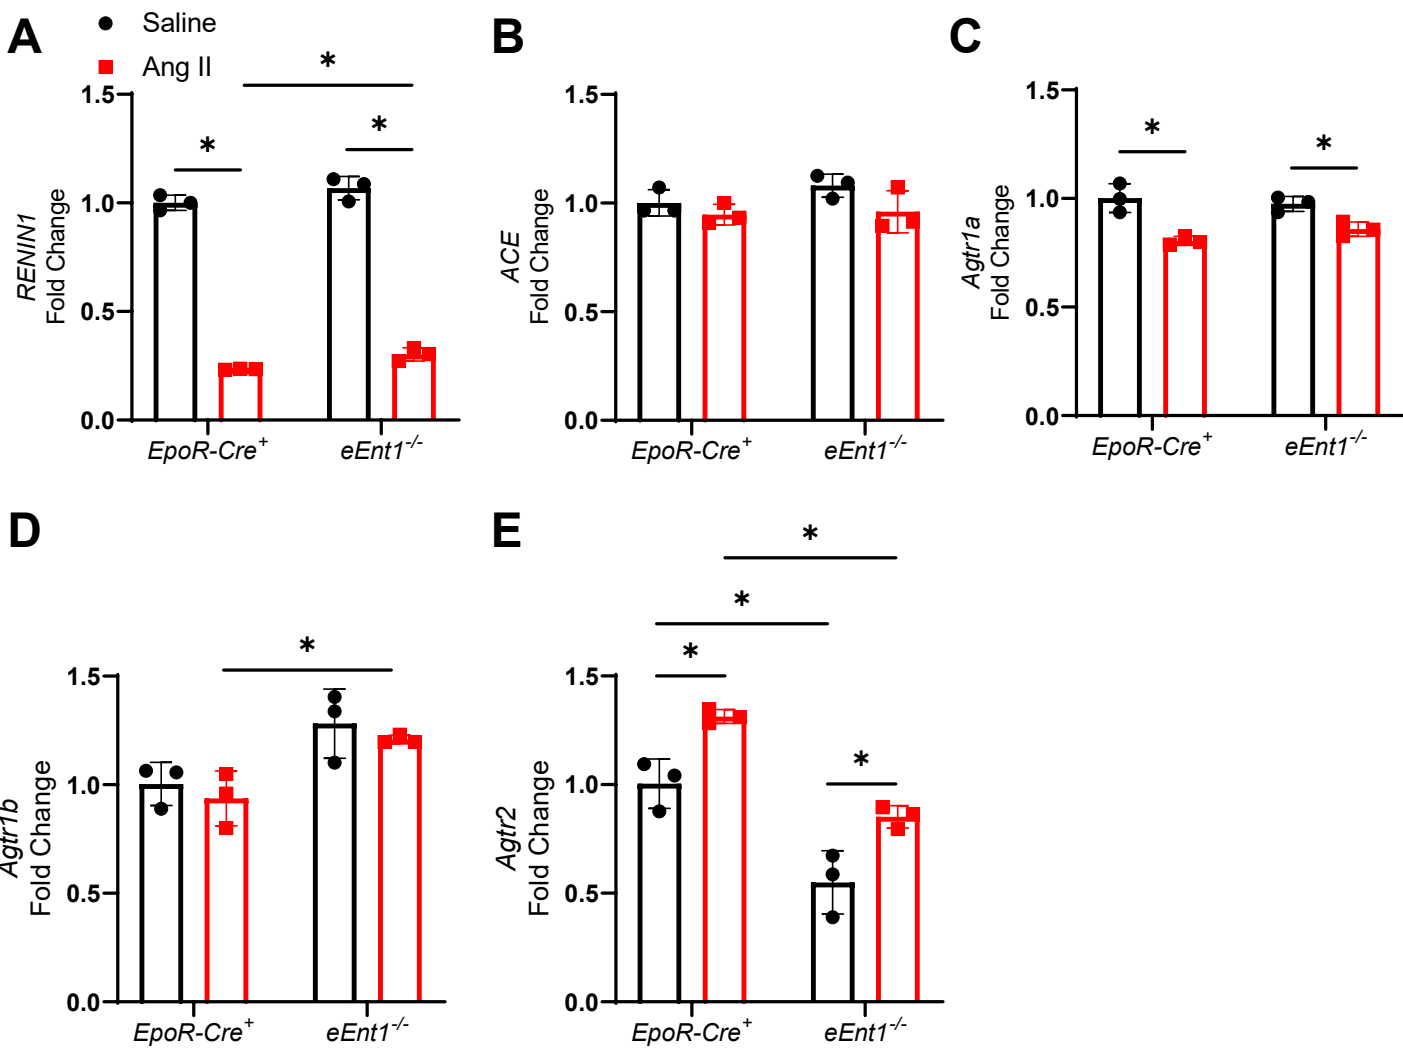 A
Saline
Ang II
*
*
*
1.5
1.0
0.5
0.0
RENIN1
Fold Change
EpoR-Cre+
eEnt1-/-
B
1.5
1.0
0.5
0.0
ACE
Fold Change
EpoR-Cre+
eEnt1-/-
C
*
*
1.5
1.0
0.5
0.0
Agtr1a
Fold Change
EpoR-Cre+
eEnt1-/-
D
*
1.5
1.0
0.5
0.0
Agtr1b
Fold Change
EpoR-Cre+
eEnt1-/-
E
*
*
*
*
1.5
1.0
0.5
0.0
Agtr2
Fold Change
EpoR-Cre+
eEnt1-/-